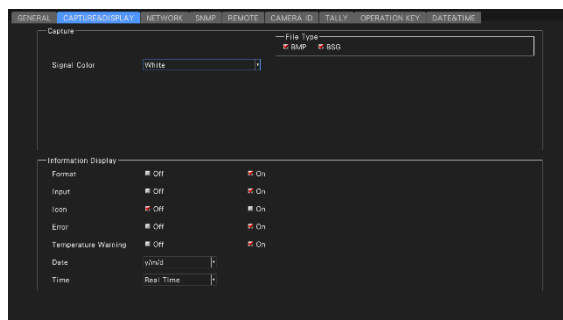 GENERAL CAPTURE&DISPLAY NETWORK SNMP REMOTE CAMERA ID TALLY OPERATION KEY DATE&TIME
Capture
File Type
BMP BSG
Signal Color White
Information Display
Format Off On
Input Off On
Icon Off On
Error Off On
Temperature Warning Off On
Date y/m/d
Time Real Time